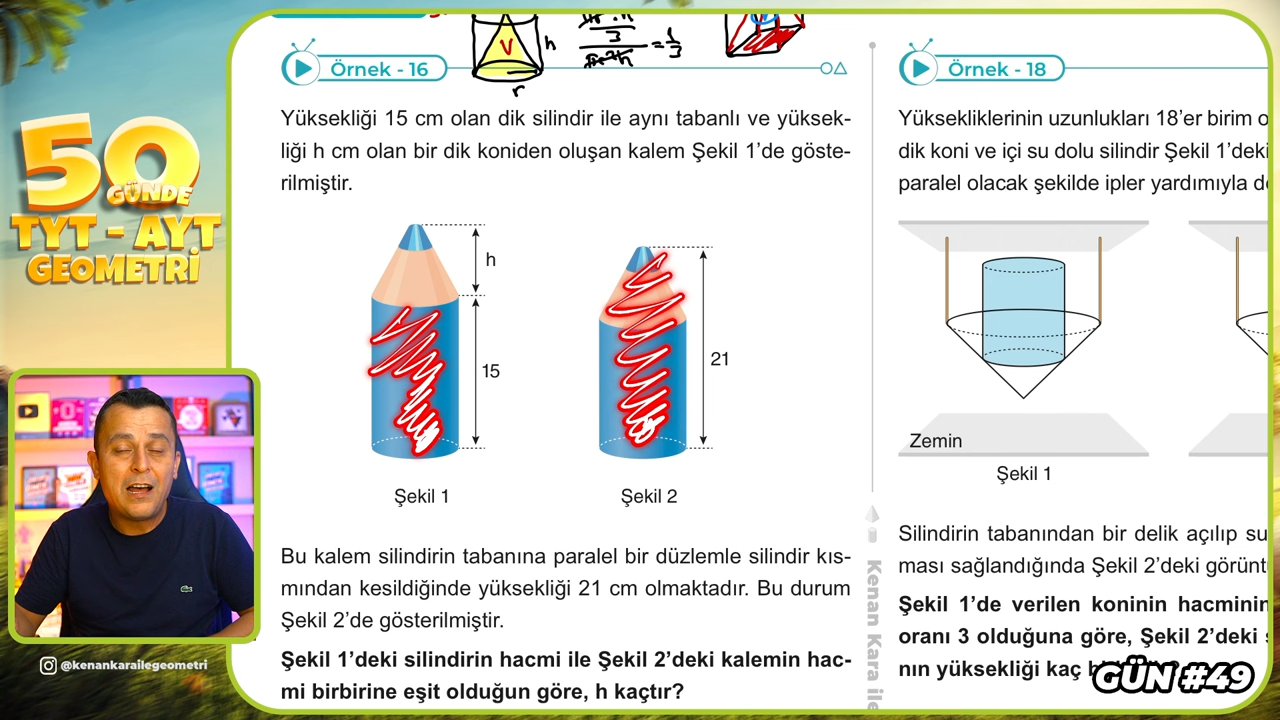 50
GÜNDE
TYT - AYT
GEOMETRİ
@kenankarailegeometri
V
h
r
3
= 1/3
Örnek - 16
Yüksekliği 15 cm olan dik silindir ile aynı tabanlı ve yüksek-
liği h cm olan bir dik koniden oluşan kalem Şekil 1’de göste-
rilmiştir.
h
15
21
Şekil 1
Şekil 2
Bu kalem silindirin tabanına paralel bir düzlemle silindir kıs-
mından kesildiğinde yüksekliği 21 cm olmaktadır. Bu durum
Şekil 2’de gösterilmiştir.
Şekil 1’deki silindirin hacmi ile Şekil 2’deki kalemin hac-
mi birbirine eşit olduğun göre, h kaçtır?
Kenan Kara ile
Örnek - 18
Yüksekliklerinin uzunlukları 18’er birim o
dik koni ve içi su dolu silindir Şekil 1’deki
paralel olacak şekilde ipler yardımıyla
Zemin
Şekil 1
Silindirin tabanından bir delik açılıp su
ması sağlandığında Şekil 2’deki görünt
Şekil 1’de verilen koninin hacminin
oranı 3 olduğuna göre, Şekil 2’deki
nın yüksekliği kaç
GÜN #49